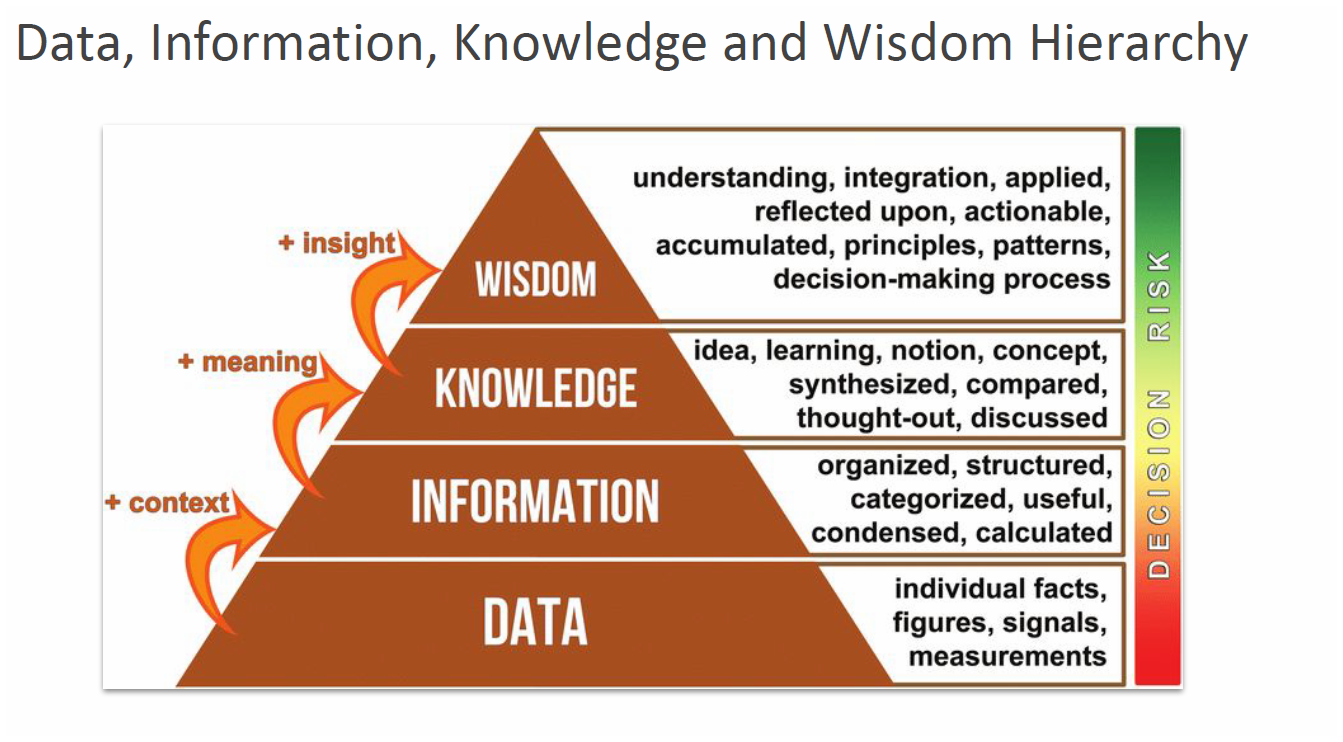 Data, Information, Knowledge and Wisdom Hierarchy
+ insight
WISDOM
understanding, integration, applied,
reflected upon, actionable,
accumulated, principles, patterns,
decision-making process
+ meaning
KNOWLEDGE
idea, learning, notion, concept,
synthesized, compared,
thought-out, discussed
+ context
INFORMATION
organized, structured,
categorized, useful,
condensed, calculated
DATA
individual facts,
figures, signals,
measurements
DECISION RISK